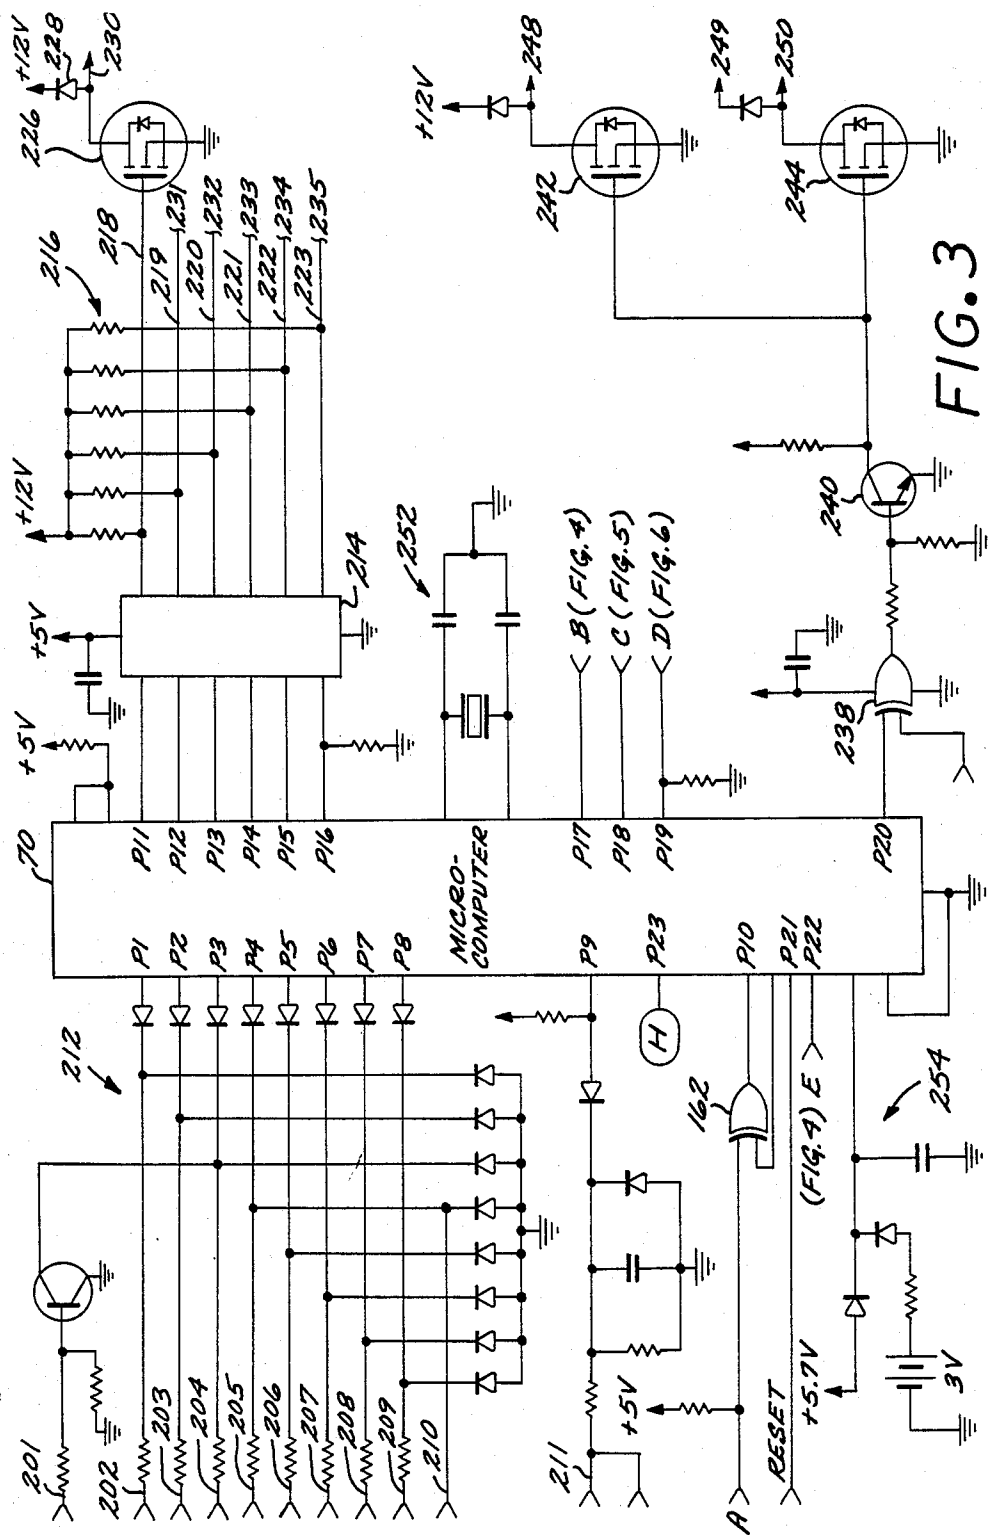 201
202
203
204
205
206
207
208
209
210
211
212
+5V
A
RESET
+5.7V
3V
162
(FIG.4) E
254
H
70
P1
P2
P3
P4
P5
P6
P7
P8
P9
P23
P10
P21
P22
MICRO-
COMPUTER
P11
P12
P13
P14
P15
P16
P17
P18
P19
P20
+5V
+5V
214
252
B (FIG.4)
C (FIG.5)
D (FIG.6)
238
240
+12V
216
218
219
220
221
222
223
231
232
233
234
235
226
+12V
228
230
+12V
242
248
244
249
250
FIG.3